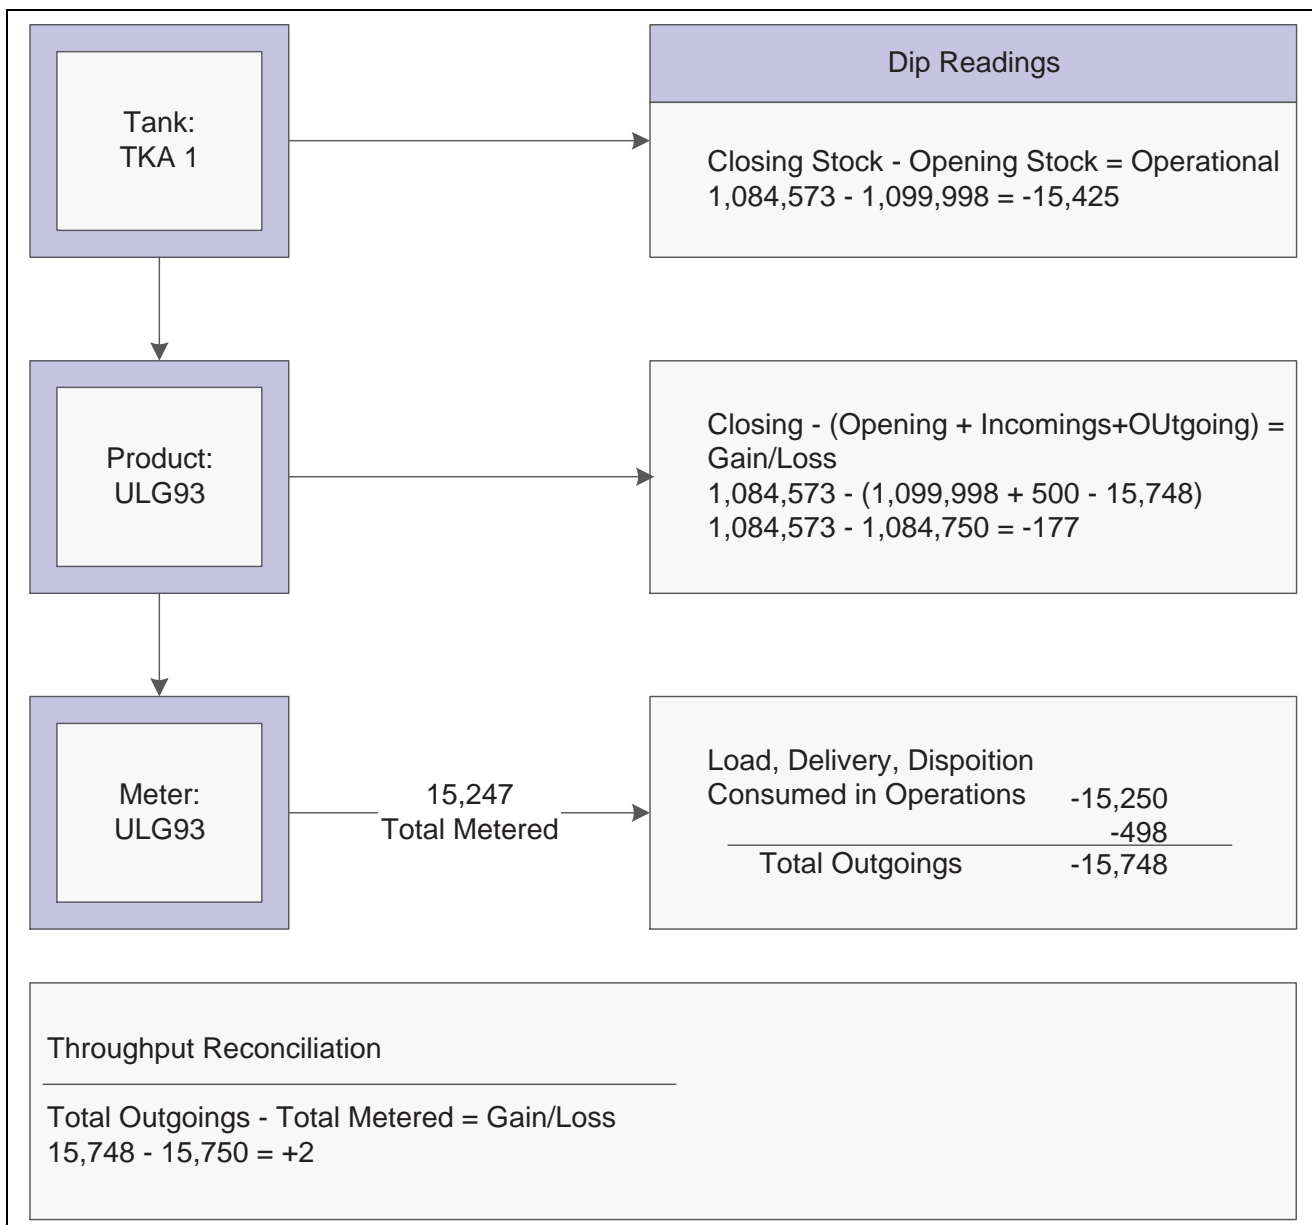 Tank:
TKA 1
Dip Readings
Closing Stock - Opening Stock = Operational
1,084,573 - 1,099,998 = -15,425
Product:
ULG93
Closing - (Opening + Incomings+OUtgoing) =
Gain/Loss
1,084,573 - (1,099,998 + 500 - 15,748)
1,084,573 - 1,084,750 = -177
Meter:
ULG93
15,247
Total Metered
Load, Delivery, Dispoition
Consumed in Operations -15,250
-498
Total Outgoings -15,748
Throughput Reconciliation
Total Outgoings - Total Metered = Gain/Loss
15,748 - 15,750 = +2